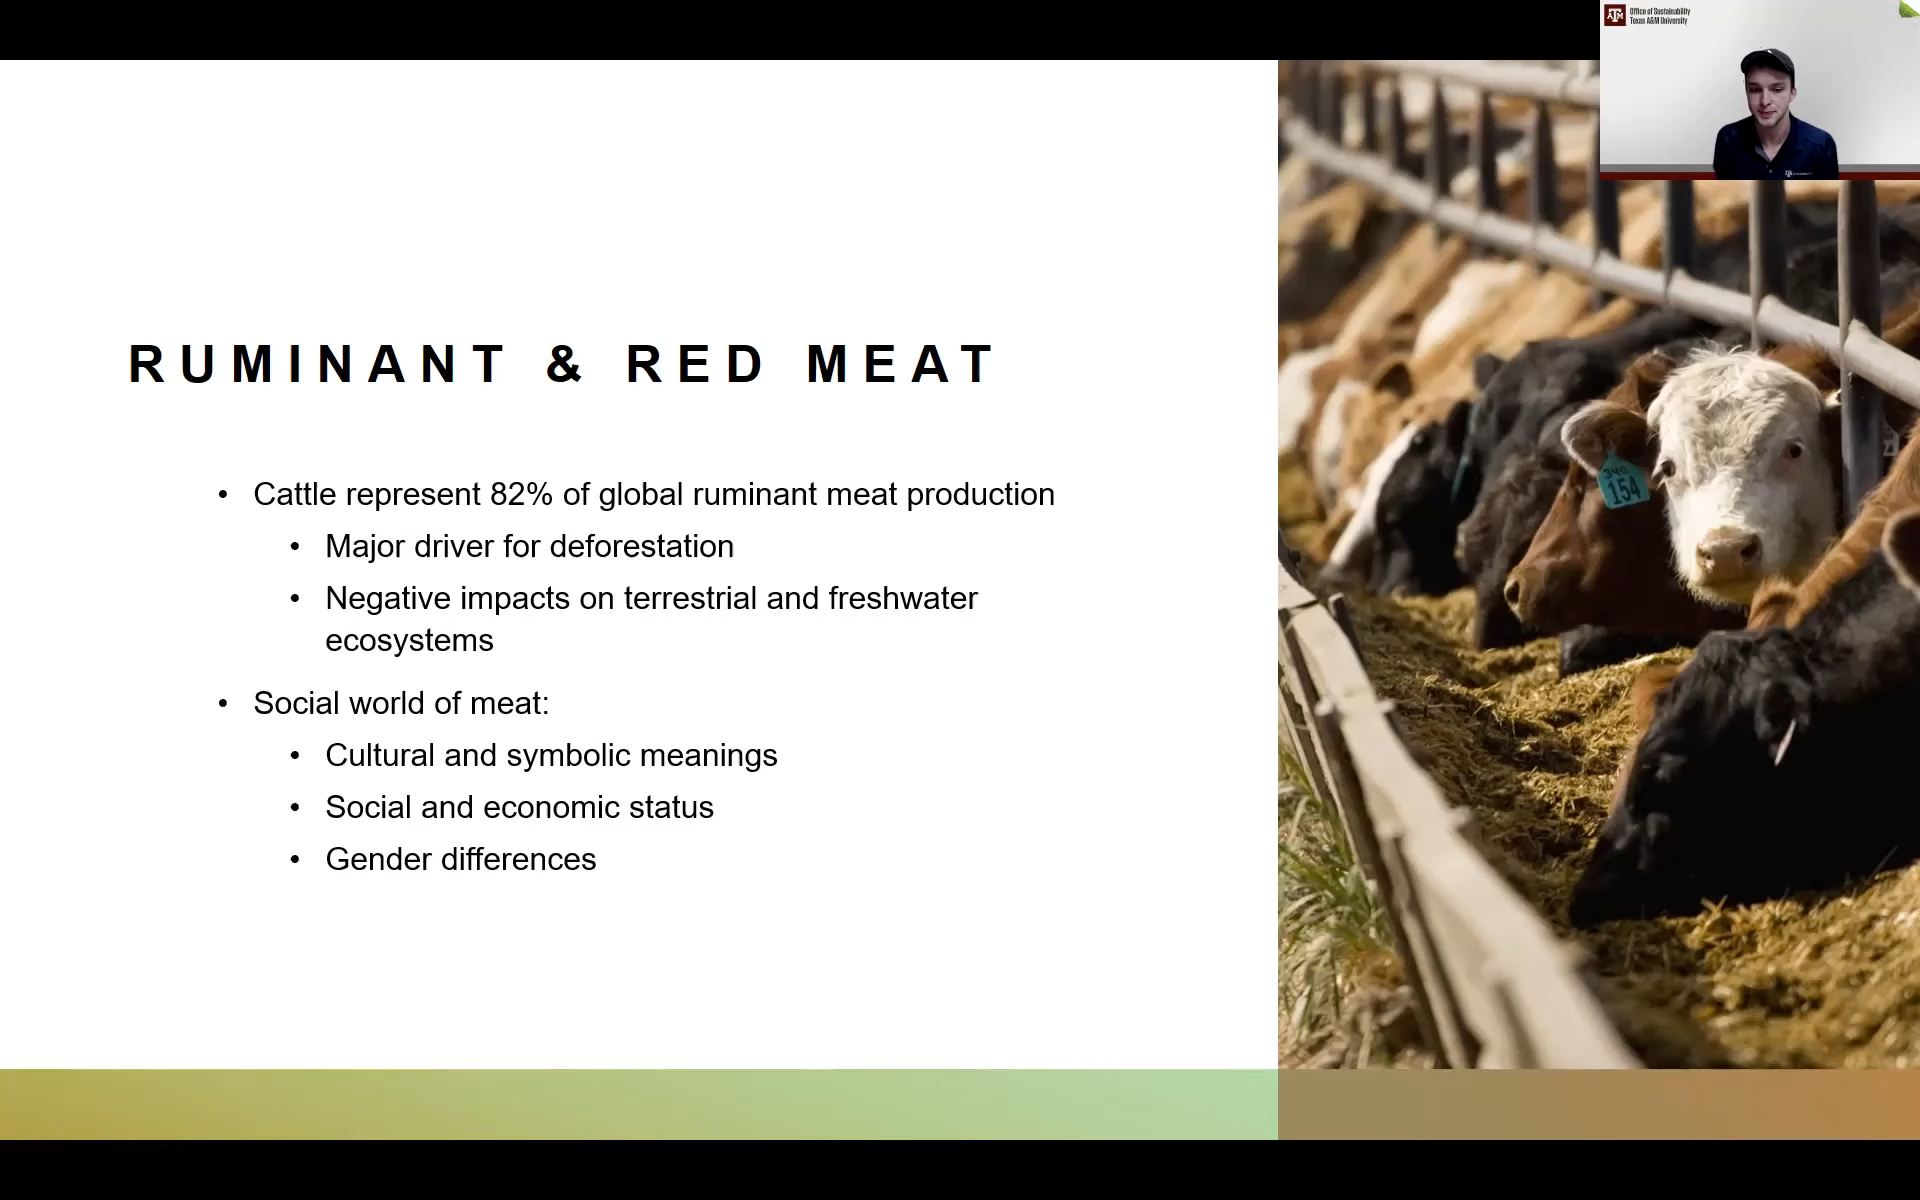 Office of Sustainability
Texas A&M University
RUMINANT & RED MEAT
• Cattle represent 82% of global ruminant meat production
• Major driver for deforestation
• Negative impacts on terrestrial and freshwater
ecosystems
• Social world of meat:
• Cultural and symbolic meanings
• Social and economic status
• Gender differences
340
154